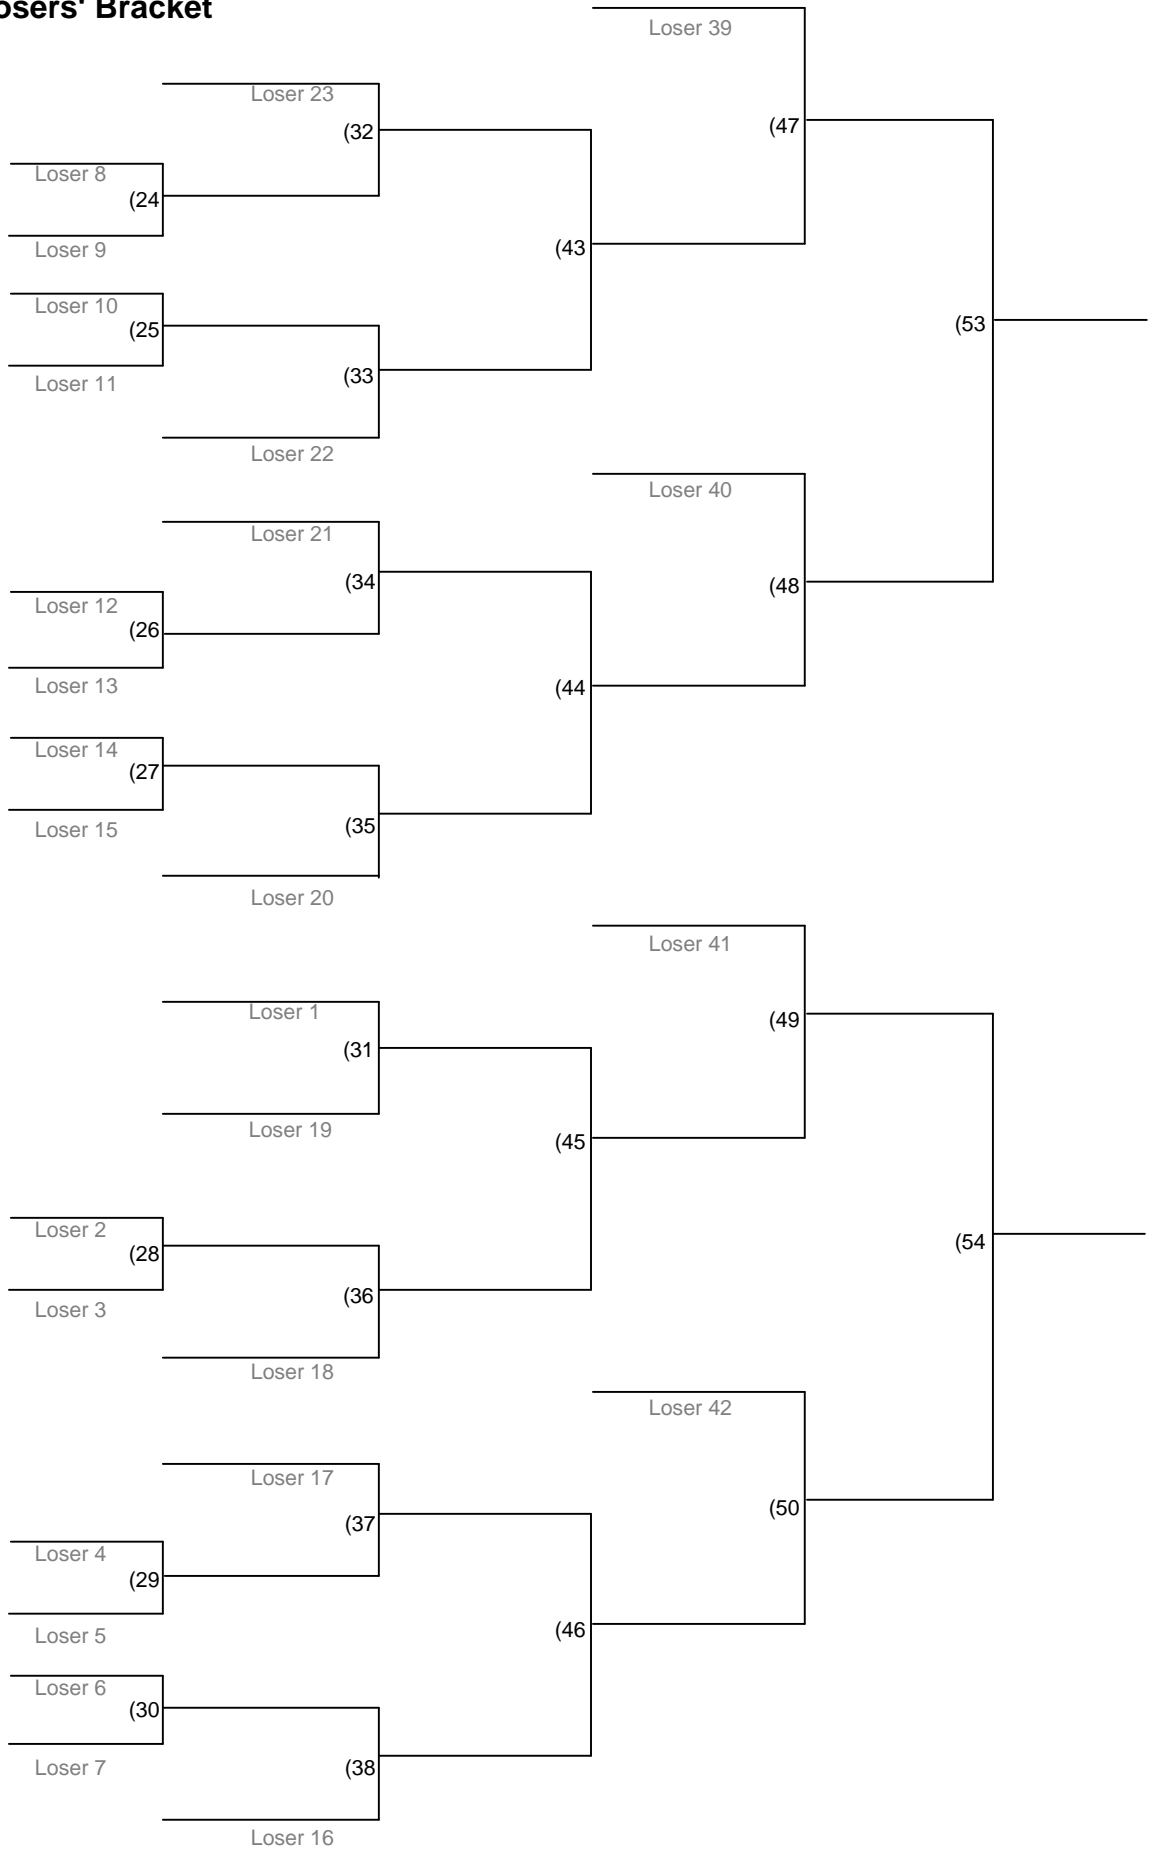 osers' Bracket
Loser 39
Loser 23
(47
(32
Loser 8
(24
Loser 9
(43
Loser 10
(25
(53
Loser 11
(33
Loser 22
Loser 40
Loser 21
(34
(48
Loser 12
(26
Loser 13
(44
Loser 14
(27
Loser 15
(35
Loser 20
Loser 41
Loser 1
(49
(31
Loser 19
(45
Loser 2
(28
(54
Loser 3
(36
Loser 18
Loser 42
Loser 17
(50
(37
Loser 4
(29
Loser 5
(46
Loser 6
(30
Loser 7
(38
Loser 16